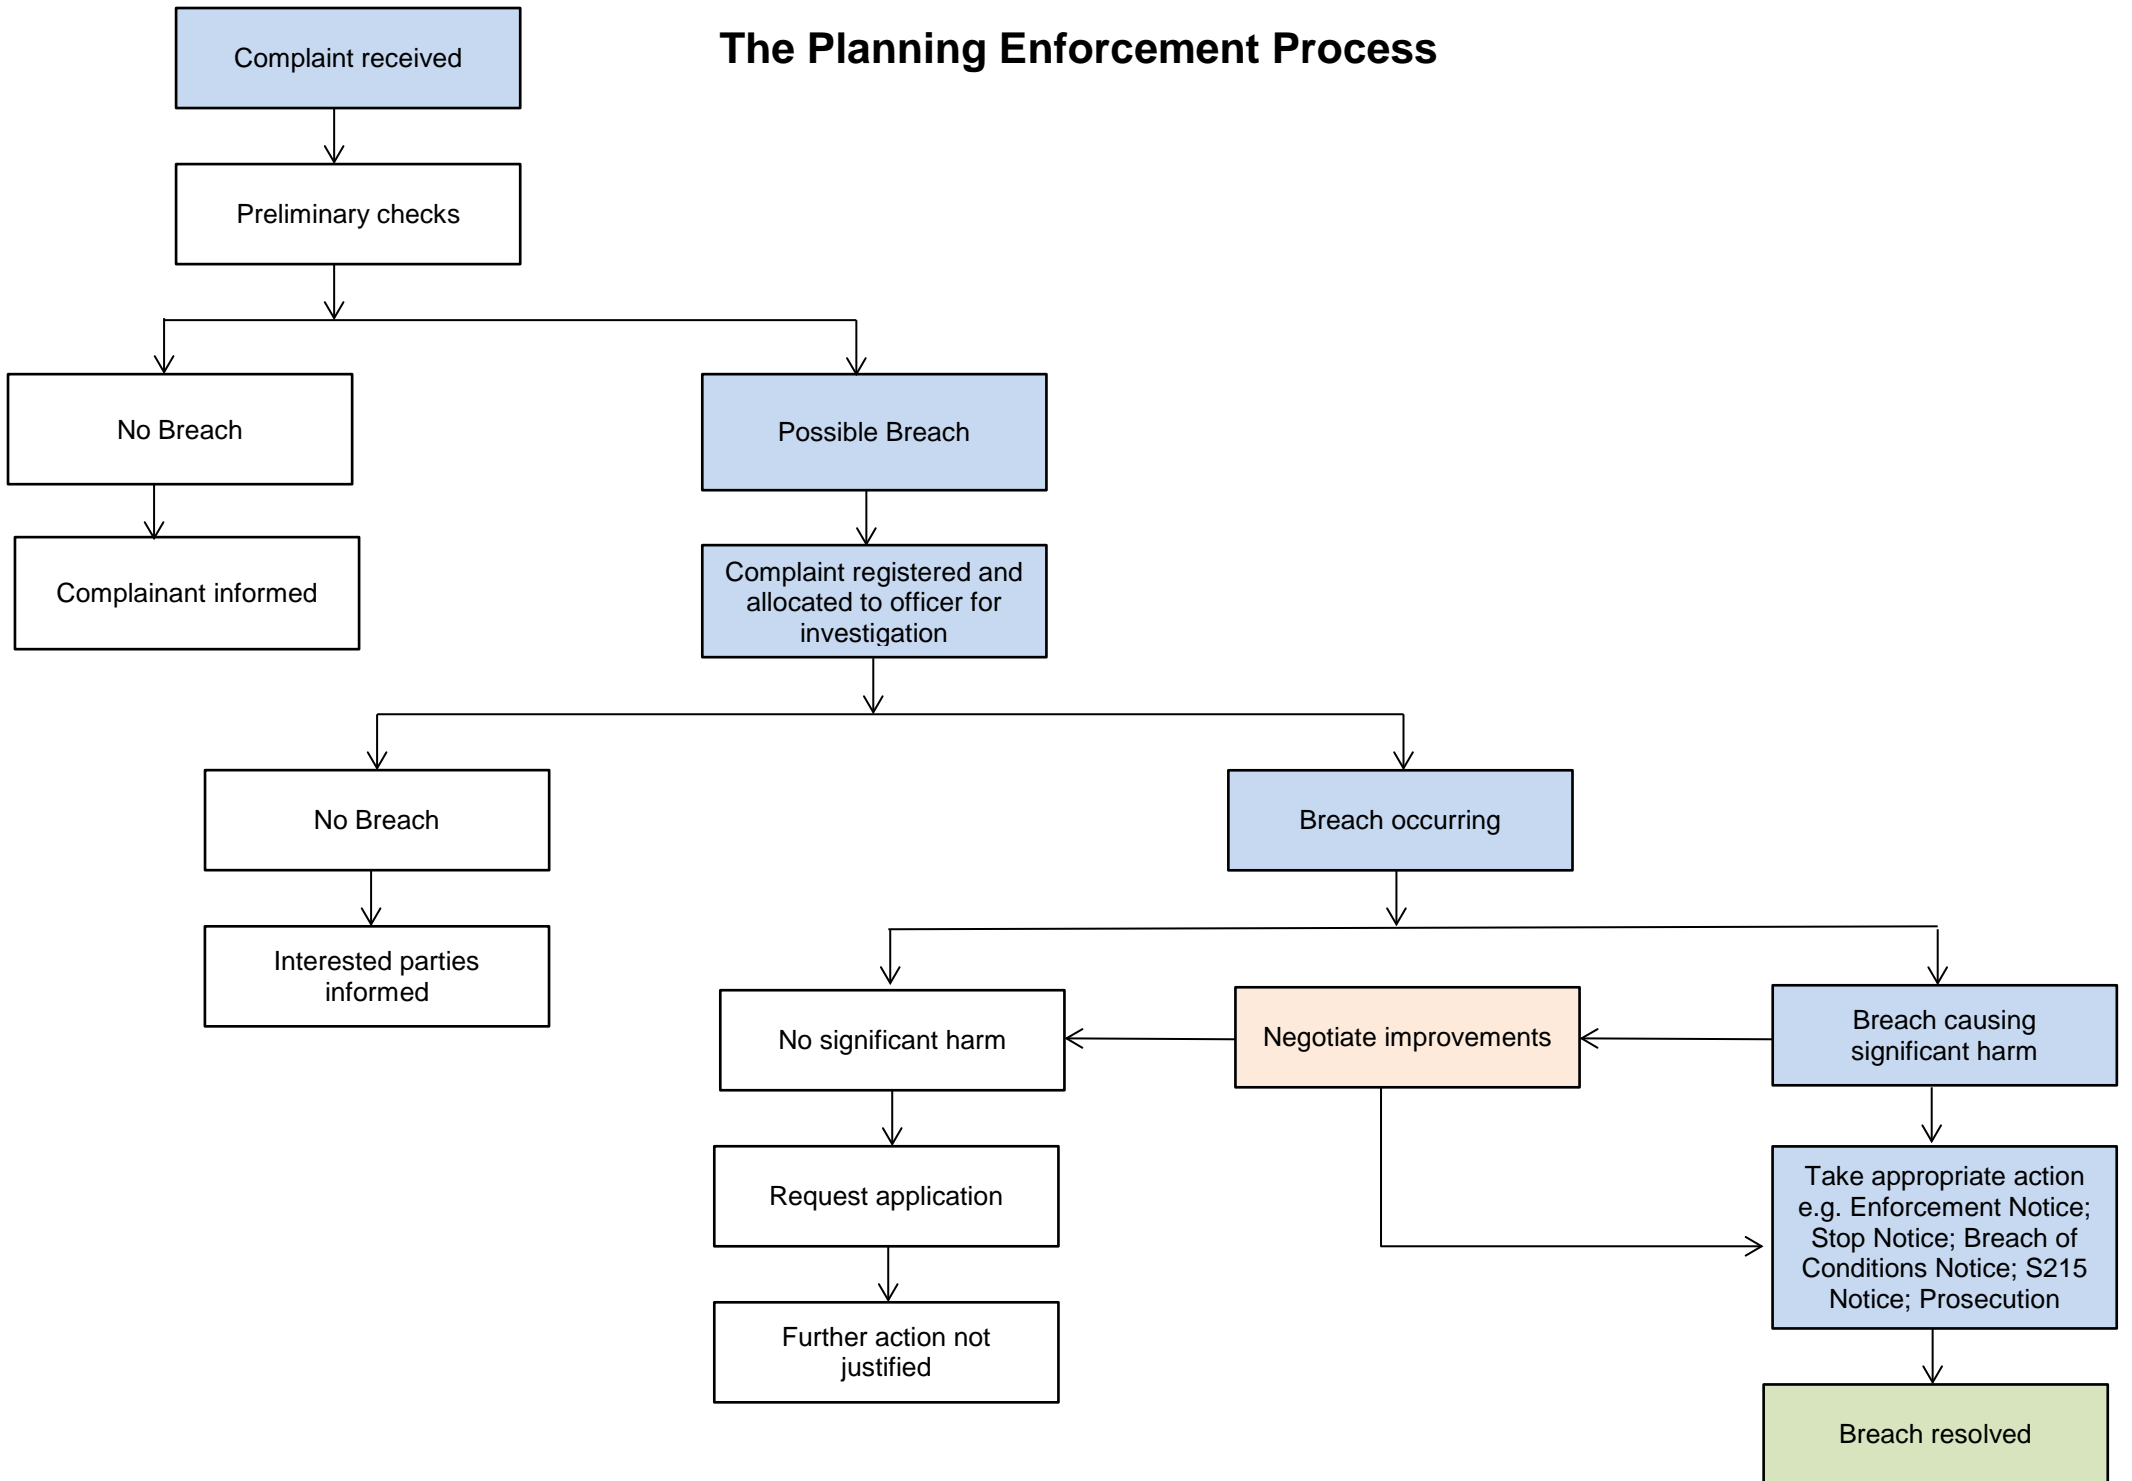 The Planning Enforcement Process
Complaint received
Preliminary checks
No Breach
Possible Breach
Complainant informed
Complaint registered and
allocated to officer for
investigation
No Breach
Breach occurring
Interested parties
informed
No significant harm
Negotiate improvements
Breach causing
significant harm
Request application
Take appropriate action
e.g. Enforcement Notice;
Stop Notice; Breach of
Conditions Notice; S215
Notice; Prosecution
Further action not
justified
Breach resolved